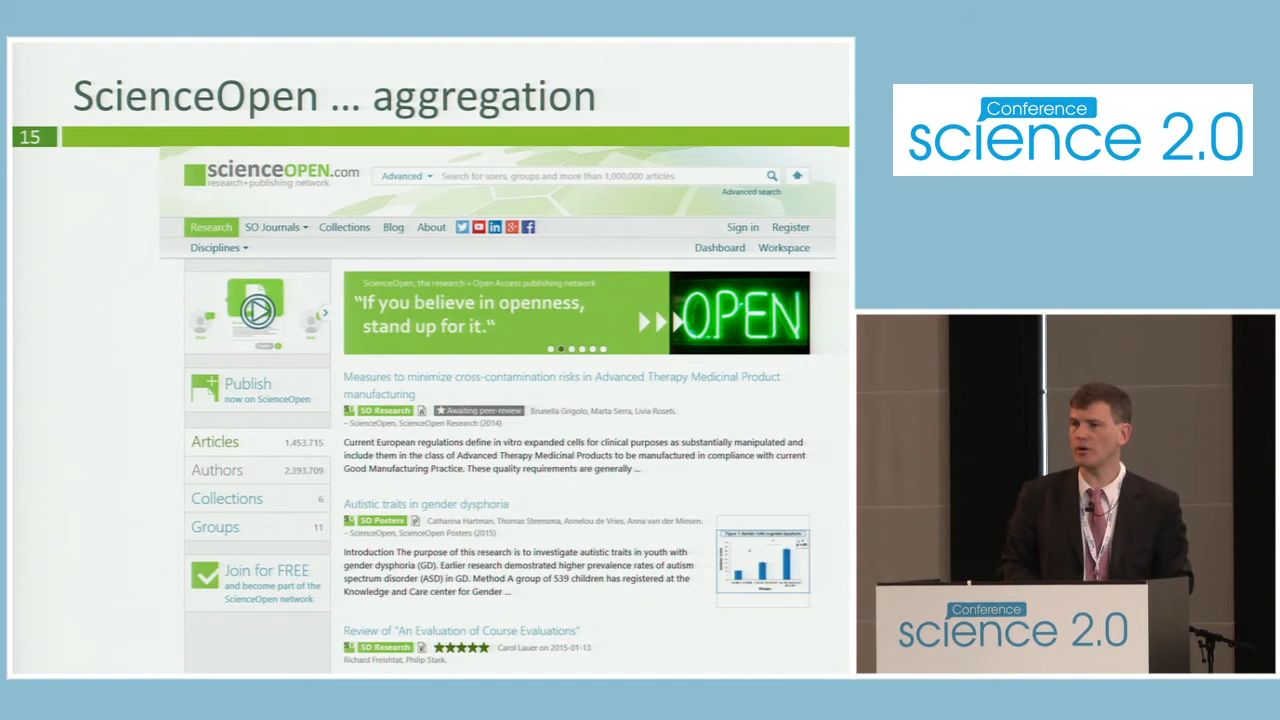 ScienceOpen ... aggregation
15
scienceOPEN.com
research+publishing network
Advanced
Search for users, groups and more than 1,000,000 articles
Advanced search
Research
SO Journals
Collections
Blog
About
Sign in
Register
Disciplines
Dashboard
Workspace
ScienceOpen, the research + Open Access publishing network
“If you believe in openness,
stand up for it.“
OPEN
Publish
now on ScienceOpen
Articles 1.453.715
Authors 2.393.709
Collections 6
Groups 11
Join for FREE
and become part of the
ScienceOpen network
Measures to minimize cross-contamination risks in Advanced Therapy Medicinal Product
manufacturing
SO Research Awaiting peer-review Brunella Grigolo, Marta Serra, Livia Roseti.
– ScienceOpen, ScienceOpen Research (2014)
Current European regulations define in vitro expanded cells for clinical purposes as substantially manipulated and
include them in the class of Advanced Therapy Medicinal Products to be manufactured in compliance with current
Good Manufacturing Practice. These quality requirements are generally ...
Autistic traits in gender dysphoria
SO Posters Catharina Hartman, Thomas Steensma, Annelou de Vries, Anna van der Miesen.
– ScienceOpen, ScienceOpen Posters (2015)
Introduction The purpose of this research is to investigate autistic traits in youth with
gender dysphoria (GD). Earlier research demonstrated higher prevalence rates of autism
spectrum disorder (ASD) in GD. Method A group of 539 children has registered at the
Knowledge and Care center for Gender ...
Review of "An Evaluation of Course Evaluations"
SO Research Carol Lauer on 2015-01-13
Richard Freishtat, Philip Stark.
Conference
science 2.0
Conference
science 2.0